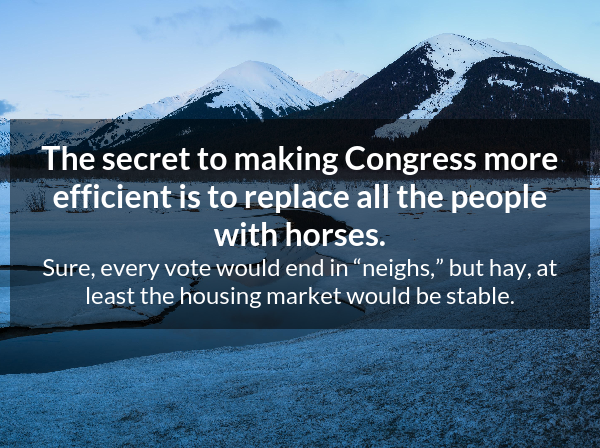 The secret to making Congress more
efficient is to replace all the people
with horses.
Sure, every vote would end in “neighs,” but hay, at
least the housing market would be stable.